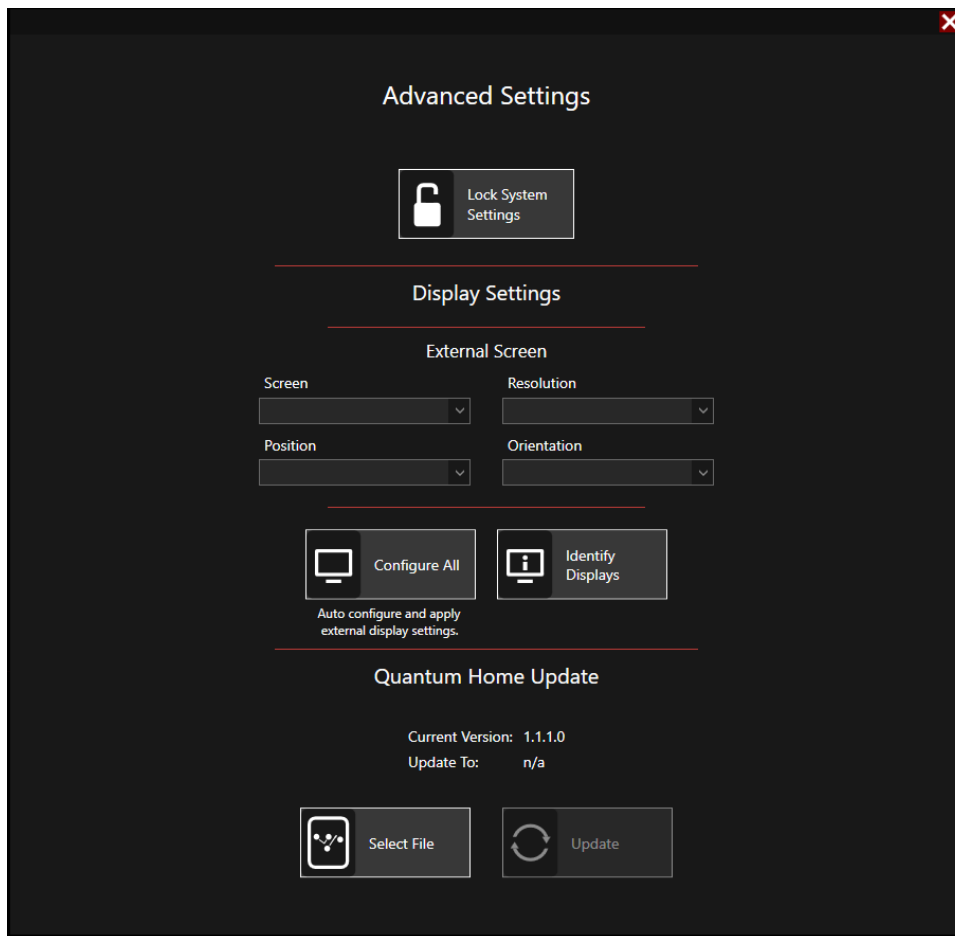 Advanced Settings
Lock System
Settings
Display Settings
External Screen
Screen
Resolution
Position
Orientation
Configure All
Identify
Displays
Auto configure and apply
external display settings.
Quantum Home Update
Current Version: 1.1.1.0
Update To: n/a
Select File
Update